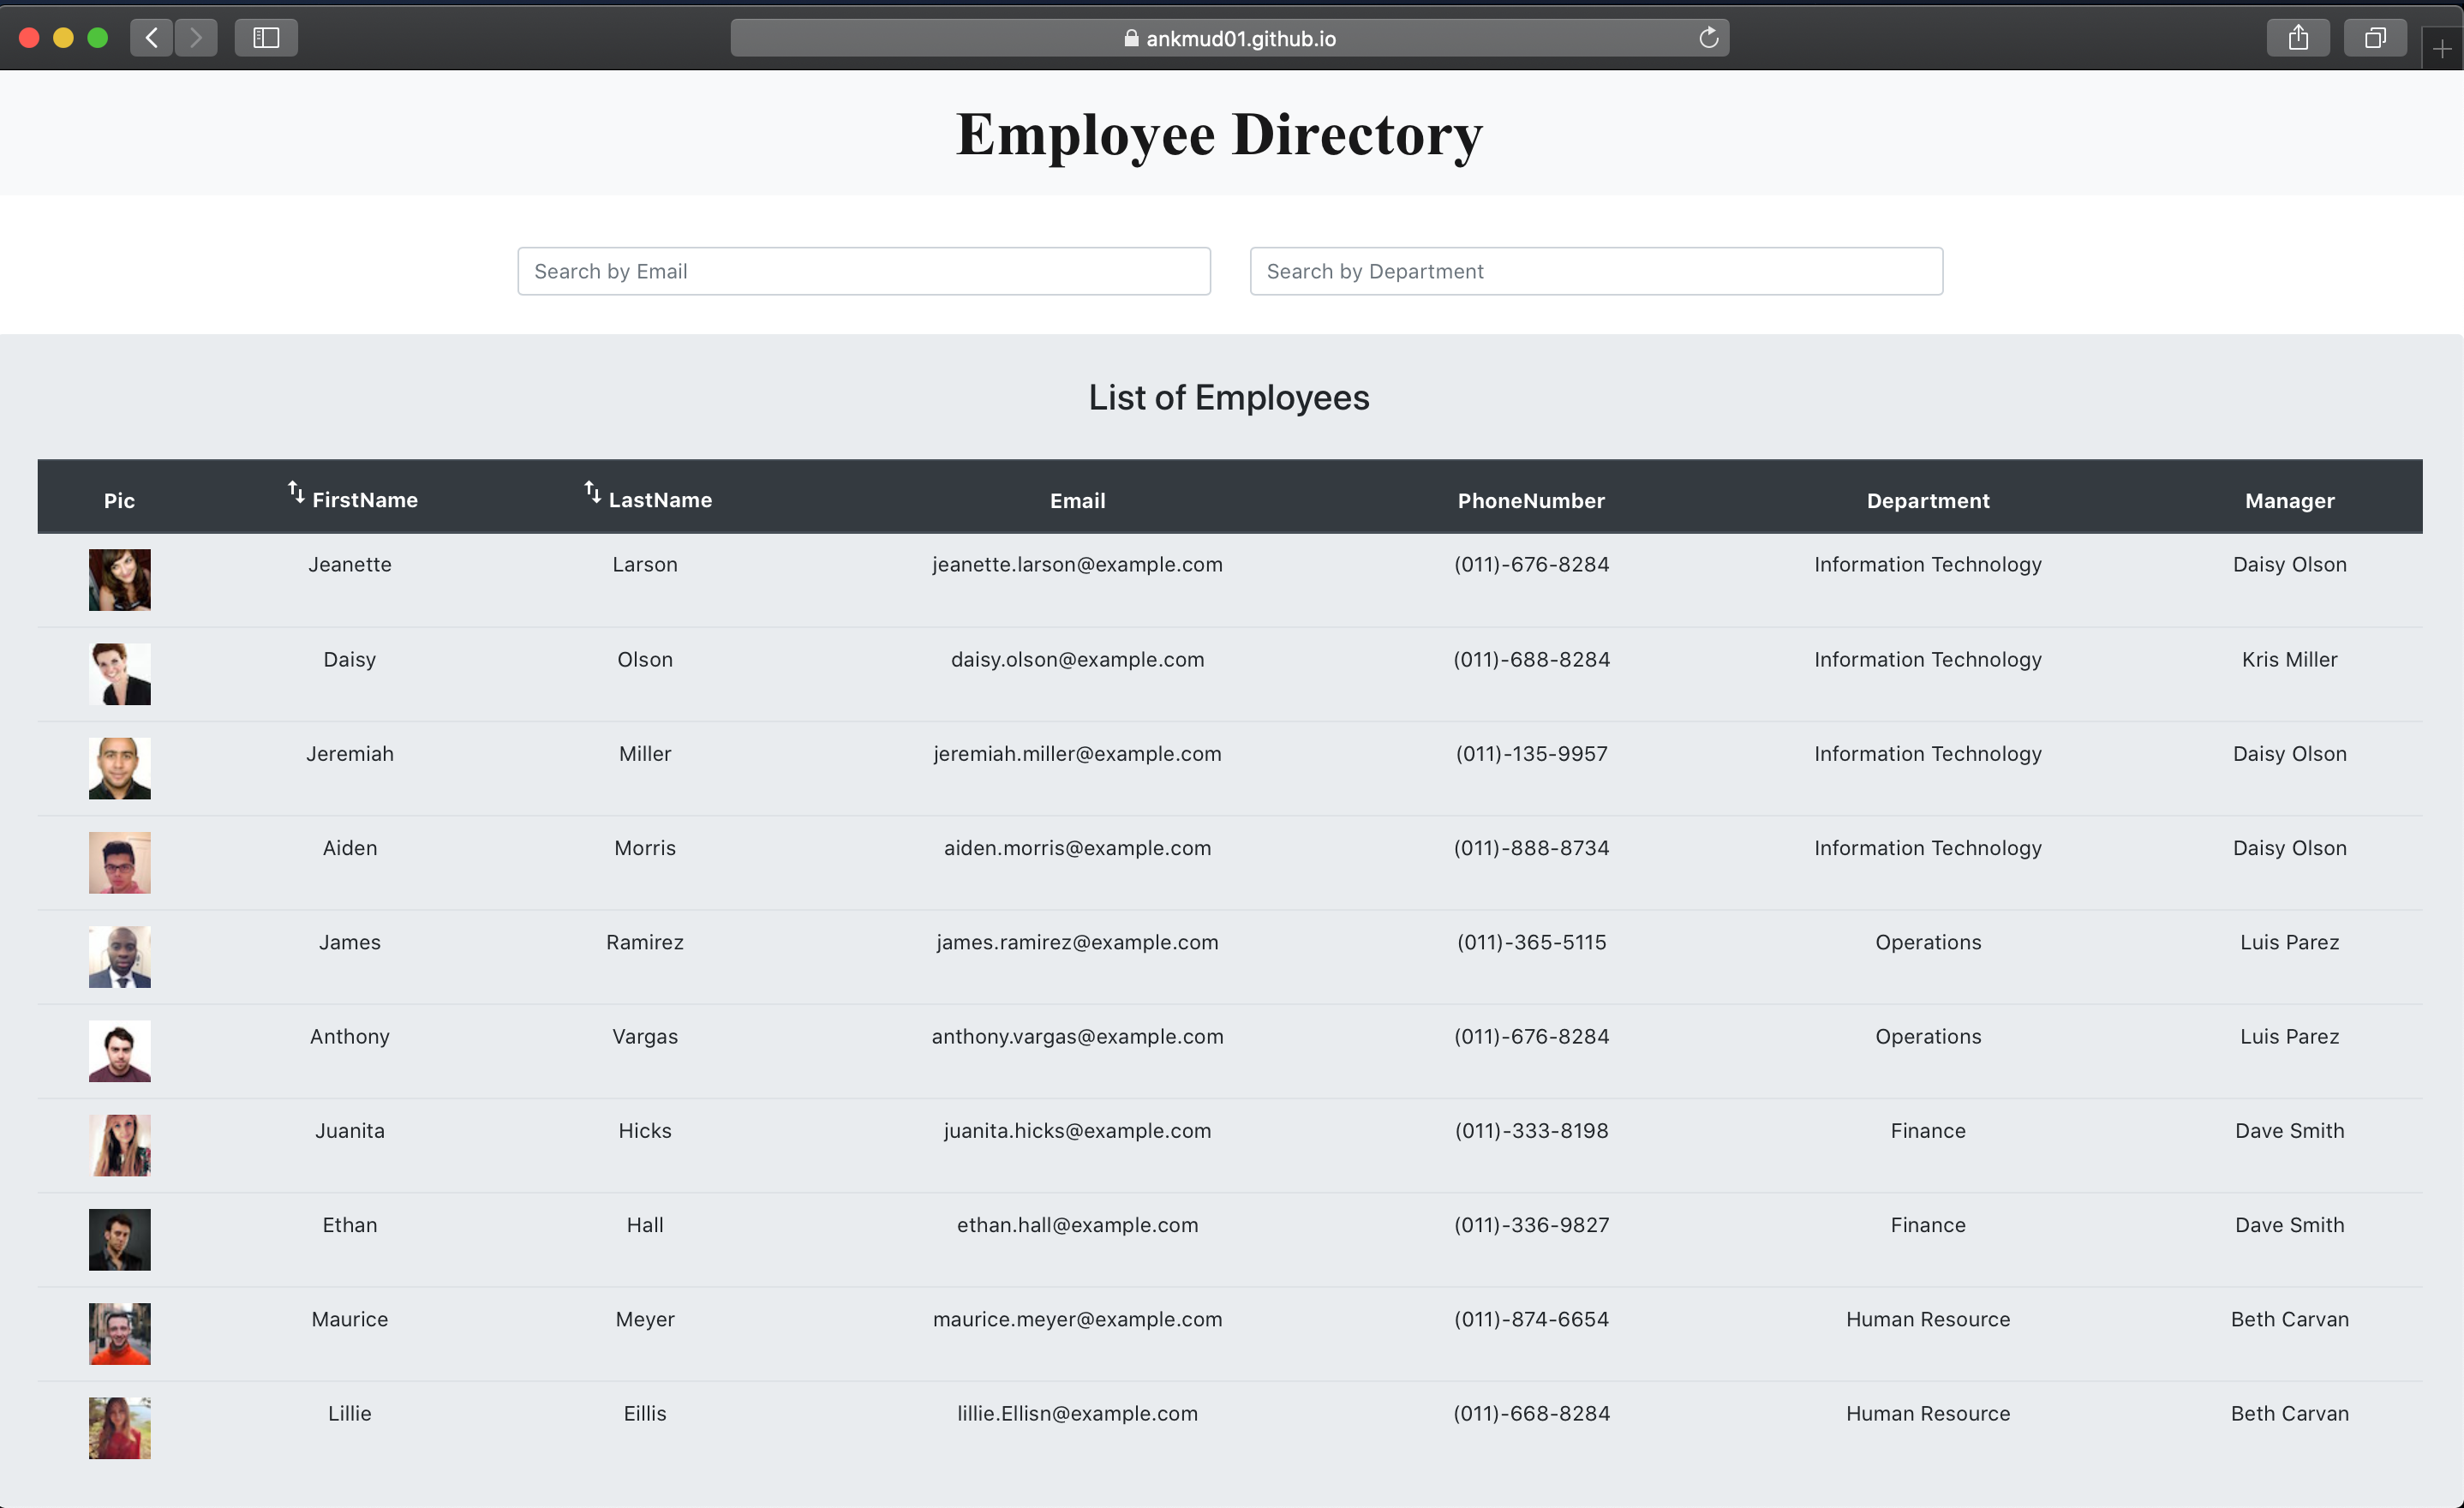 ankmud01.github.io
Employee Directory
Search by Email Search by Department
List of Employees
Pic FirstName LastName Email PhoneNumber Department Manager
Jeanette Larson jeanette.larson@example.com (011)-676-8284 Information Technology Daisy Olson
Daisy Olson daisy.olson@example.com (011)-688-8284 Information Technology Kris Miller
Jeremiah Miller jeremiah.miller@example.com (011)-135-9957 Information Technology Daisy Olson
Aiden Morris aiden.morris@example.com (011)-888-8734 Information Technology Daisy Olson
James Ramirez james.ramirez@example.com (011)-365-5115 Operations Luis Parez
Anthony Vargas anthony.vargas@example.com (011)-676-8284 Operations Luis Parez
Juanita Hicks juanita.hicks@example.com (011)-333-8198 Finance Dave Smith
Ethan Hall ethan.hall@example.com (011)-336-9827 Finance Dave Smith
Maurice Meyer maurice.meyer@example.com (011)-874-6654 Human Resource Beth Carvan
Lillie Eillis lillie.Ellisn@example.com (011)-668-8284 Human Resource Beth Carvan